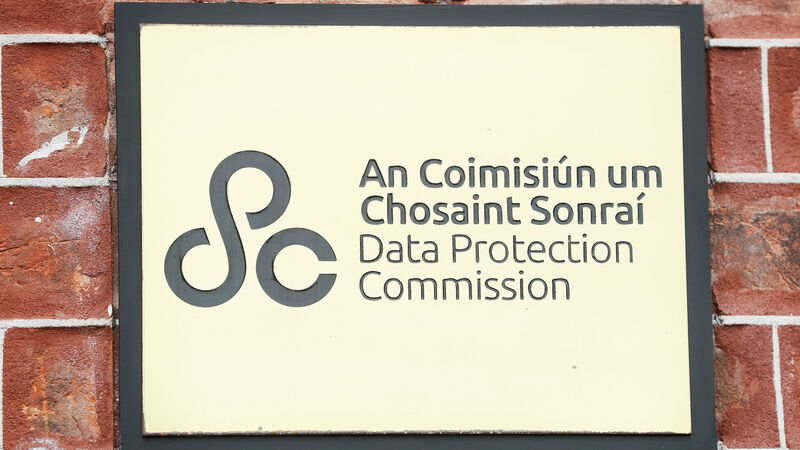 An Coimisiún um
Chosaint Sonraí
Data Protection
Commission